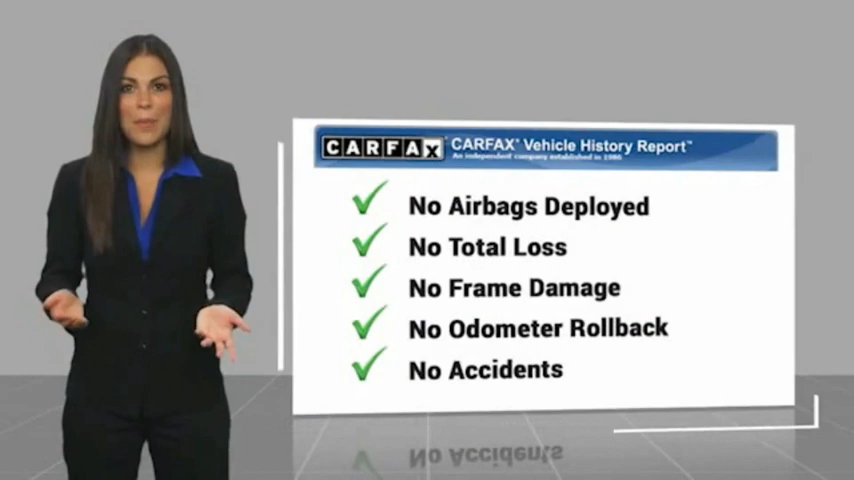 CARFAX
CARFAX® Vehicle History Report™
An independent company established in 1986
No Airbags Deployed
No Total Loss
No Frame Damage
No Odometer Rollback
No Accidents
No Accidents